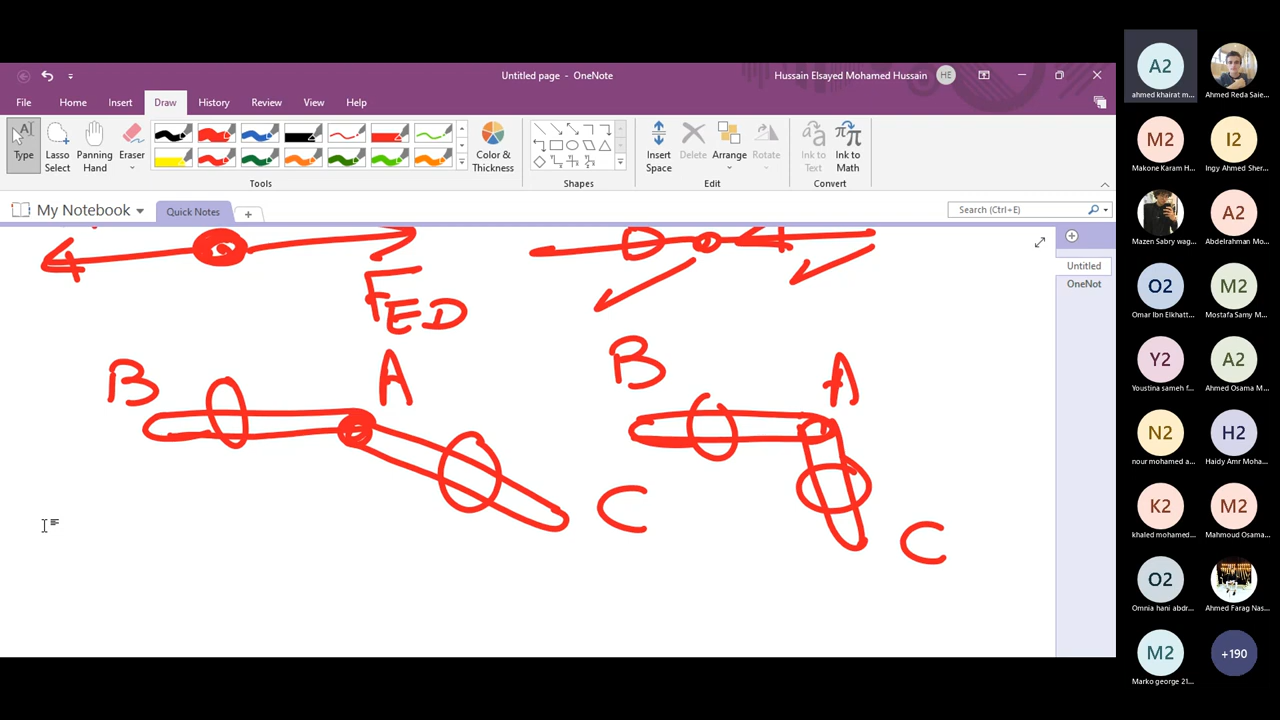 Untitled page - OneNote
Hussain Elsayed Mohamed Hussain HE
File Home Insert Draw History Review View Help
Type
Lasso Select
Panning Hand
Eraser
Color & Thickness
Insert Space
Delete
Arrange
Rotate
Ink to Text
Ink to Math
Tools Shapes Edit Convert
My Notebook Quick Notes
Search (Ctrl+E)
Untitled
OneNot
FED
B A C
B A C
A2
ahmed khairat m...
Ahmed Reda Saie...
M2
Makone Karam H...
I2
Ingy Ahmed Sher...
Mazen Sabry wag...
A2
Abdelrahman Mo...
O2
Omar Ibn Elkhatt...
M2
Mostafa Samy M...
Y2
Youstina sameh f...
A2
Ahmed Osama M...
N2
nour mohamed a...
H2
Haidy Amr Moha...
K2
khaled mohamed...
M2
Mahmoud Osama...
O2
Omnia hani abdr...
Ahmed Farag Nas...
M2
Marko george 21...
+190